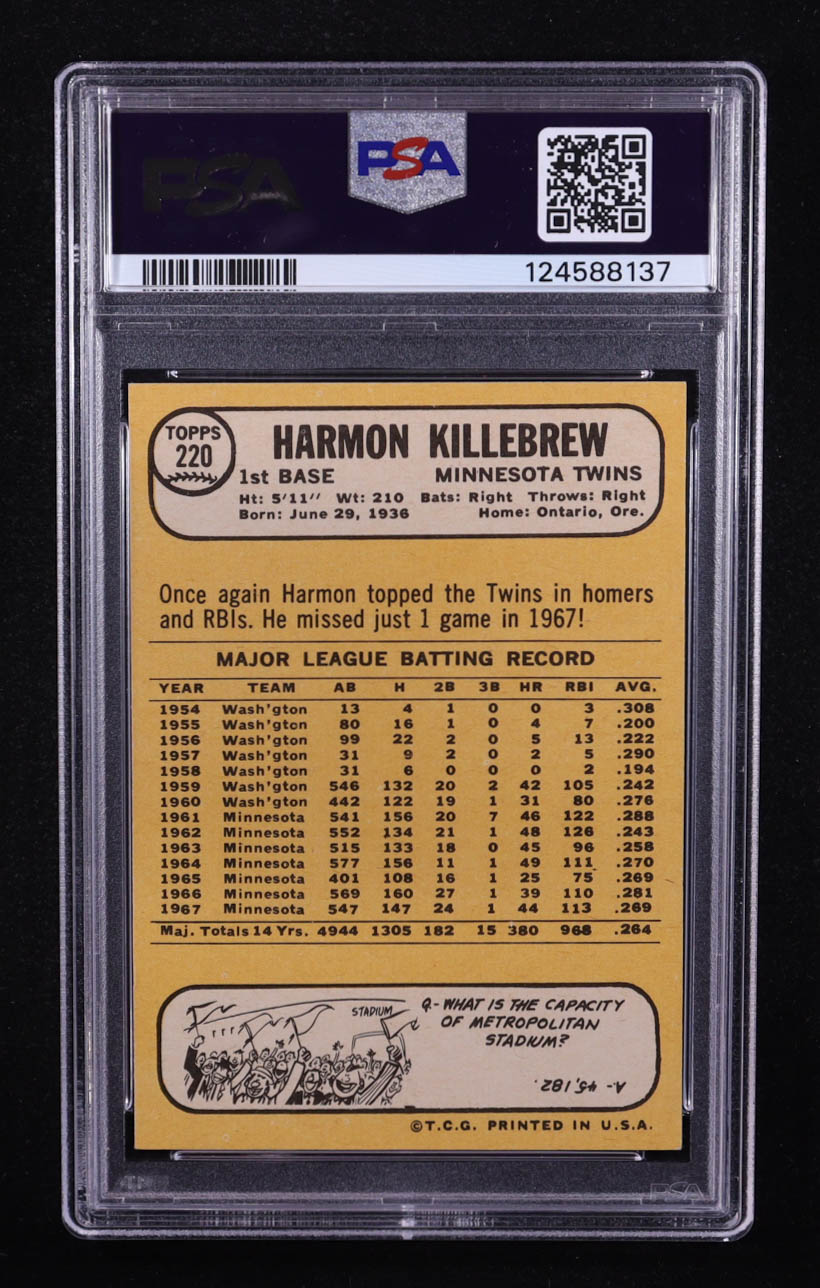 PSA
PSA
124588137
TOPPS
220
HARMON KILLEBREW
1st BASE MINNESOTA TWINS
Ht: 5'11" Wt: 210 Bats: Right Throws: Right
Born: June 29, 1936 Home: Ontario, Ore.
Once again Harmon topped the Twins in homers
and RBIs. He missed just 1 game in 1967!
MAJOR LEAGUE BATTING RECORD
YEAR TEAM AB H 2B 3B HR RBI AVG.
1954 Wash'gton 13 4 1 0 0 3 .308
1955 Wash'gton 80 16 1 0 4 7 .200
1956 Wash'gton 99 22 2 0 5 13 .222
1957 Wash'gton 31 9 2 0 2 5 .290
1958 Wash'gton 31 6 0 0 0 2 .194
1959 Wash'gton 546 132 20 2 42 105 .242
1960 Wash'gton 442 122 19 1 31 80 .276
1961 Minnesota 541 156 20 7 46 122 .288
1962 Minnesota 552 134 21 1 48 126 .243
1963 Minnesota 515 133 18 0 45 96 .258
1964 Minnesota 577 156 11 1 49 111 .270
1965 Minnesota 401 108 16 1 25 75 .269
1966 Minnesota 569 160 27 1 39 110 .281
1967 Minnesota 547 147 24 1 44 113 .269
Maj. Totals 14 Yrs. 4944 1305 182 15 380 968 .264
STADIUM
Q-WHAT IS THE CAPACITY
OF METROPOLITAN
STADIUM?
A- 45,182.
©T.C.G. PRINTED IN U.S.A.
PSA